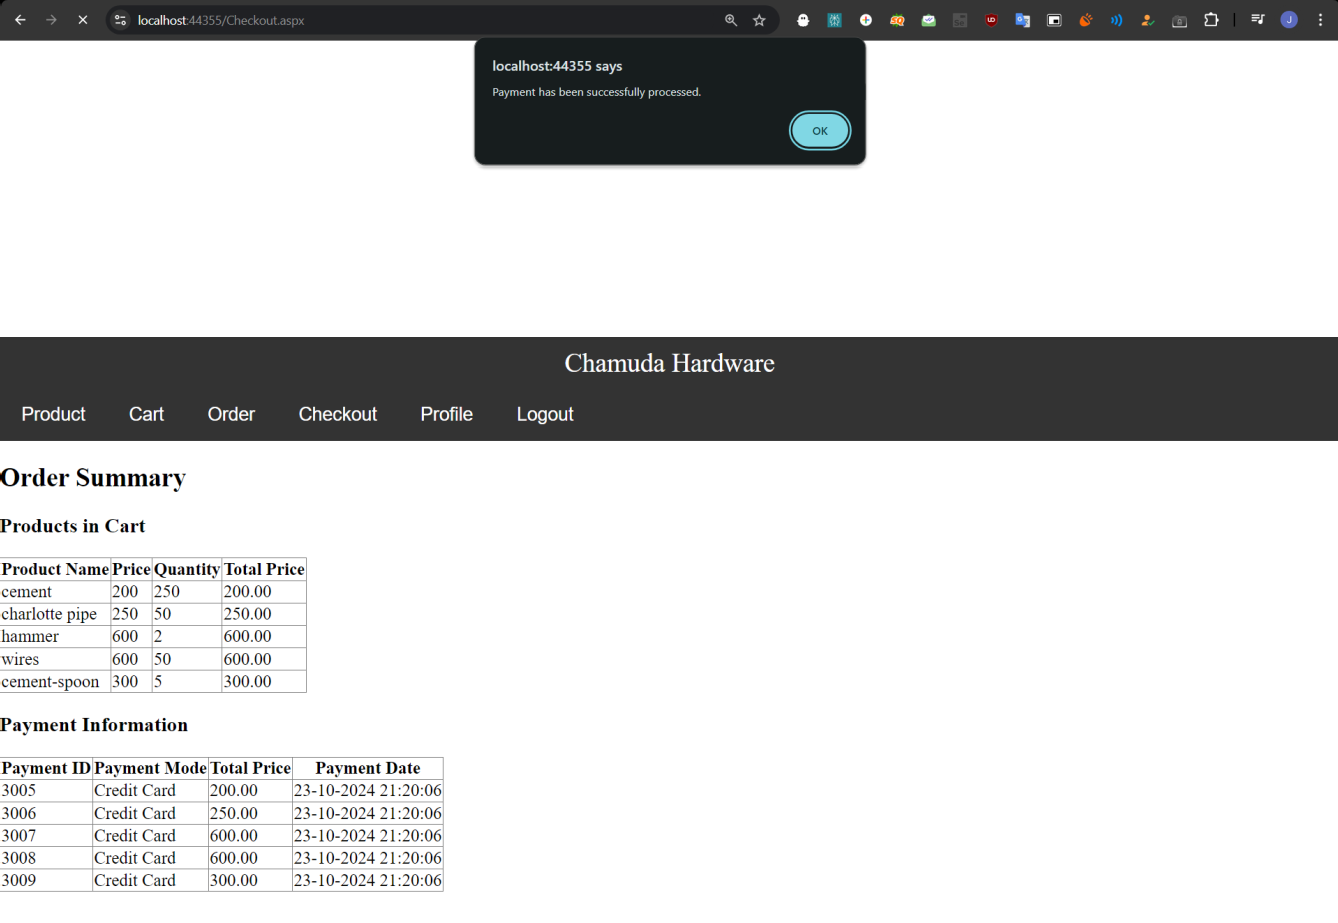 localhost:44355/Checkout.aspx
localhost:44355 says
Payment has been successfully processed.
OK
Chamuda Hardware
Product Cart Order Checkout Profile Logout
Order Summary
Products in Cart
Product Name Price Quantity Total Price
cement 200 250 200.00
charlotte pipe 250 50 250.00
hammer 600 2 600.00
wires 600 50 600.00
cement-spoon 300 5 300.00
Payment Information
Payment ID Payment Mode Total Price Payment Date
3005 Credit Card 200.00 23-10-2024 21:20:06
3006 Credit Card 250.00 23-10-2024 21:20:06
3007 Credit Card 600.00 23-10-2024 21:20:06
3008 Credit Card 600.00 23-10-2024 21:20:06
3009 Credit Card 300.00 23-10-2024 21:20:06